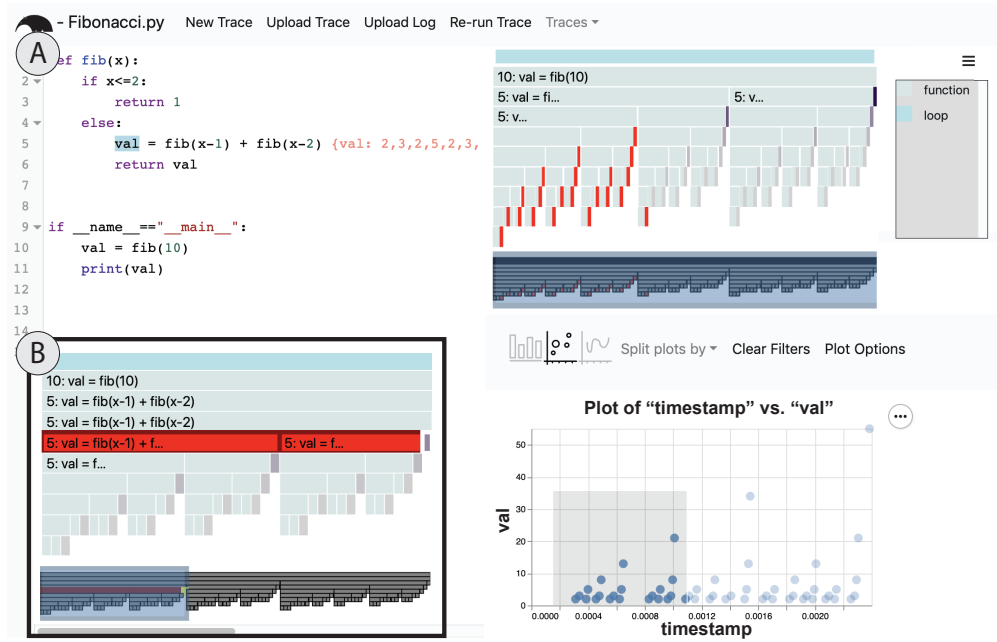 - Fibonacci.py New Trace Upload Trace Upload Log Re-run Trace Traces
A
ef fib(x):
2 if x<=2:
3 return 1
4 else:
5 val = fib(x-1) + fib(x-2) {val: 2,3,2,5,2,3,
6 return val
7
8
9 if __name__=="__main__":
10 val = fib(10)
11 print(val)
12
13
14
10: val = fib(10)
5: val = fi... 5: v...
5: v...
function
loop
B
10: val = fib(10)
5: val = fib(x-1) + fib(x-2)
5: val = fib(x-1) + fib(x-2)
5: val = fib(x-1) + f... 5: val = f...
5: val = f...
Split plots by Clear Filters Plot Options
Plot of “timestamp” vs. “val”
val
50
40
30
20
10
0
0.0000 0.0004 0.0008 0.0012 0.0016 0.0020
timestamp